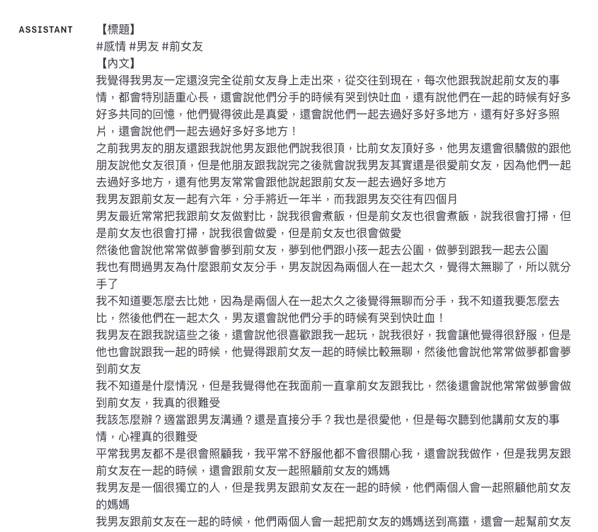 ASSISTANT
【標題】
#感情 #男友 #前女友
【內文】
我覺得我男友一定還沒完全從前女友身上走出來，從交往到現在，每次他跟我說起前女友的事
情，都會特別語重心長，還會說他們分手的時候有哭到快吐血，還有說他們在一起的時候有好多
好多共同的回憶，他們覺得彼此是真愛，還會說他們一起去過好多好多地方，還有好多好多照
片，還會說他們一起去過好多好多地方！
之前我男友的朋友還跟我說他男友跟他們說我很頂，比前女友頂好多，他男友還會很驕傲的跟他
朋友說他女友很頂，但是他朋友跟我說完之後就會說我男友其實還是很愛前女友，因為他們一起
去過好多地方，還有他男友常常會跟他說起跟前女友一起去過好多地方
我男友跟前女友一起有六年，分手將近一年半，而我跟男友交往有四個月
男友最近常常把我跟前女友做對比，說我很會煮飯，但是前女友也很會煮飯，說我很會打掃，但
是前女友也很會打掃，說我很會做愛，但是前女友也很會做愛
然後他會說他常常做夢會夢到前女友，夢到他們跟小孩一起去公園，做夢到跟我一起去公園
我也有問過男友為什麼跟前女友分手，男友說因為兩個人在一起太久，覺得太無聊了，所以就分
手了
我不知道要怎麼去比她，因為是兩個人在一起太久之後覺得無聊而分手，我不知道我要怎麼去
比，然後他們在一起太久，男友還會說他們分手的時候有哭到快吐血！
我男友在跟我說這些之後，還會說他很喜歡跟我一起玩，說我很好，我會讓他覺得很舒服，但是
他也會說跟我一起的時候，他覺得跟前女友一起的時候比較無聊，然後他會說他常常做夢都會夢
到前女友
我不知道是什麼情況，但是我覺得他在我面前一直拿前女友跟我比，然後還會說他常常做夢會做
到前女友，我真的很難受
我該怎麼辦？適當跟男友溝通？還是直接分手？我也是很愛他，但是每次聽到他講前女友的事
情，心裡真的很難受
平常我男友都不是很會照顧我，我平常不舒服他都不會很關心我，還會說我做作，但是我男友跟
前女友在一起的時候，還會跟前女友一起照顧前女友的媽媽
我男友是一個很獨立的人，但是我男友跟前女友在一起的時候，他們兩個人會一起照顧他前女友
的媽媽
我男友跟前女友在一起的時候，他們兩個人會一起把前女友的媽媽送到高鐵，還會一起幫前女友